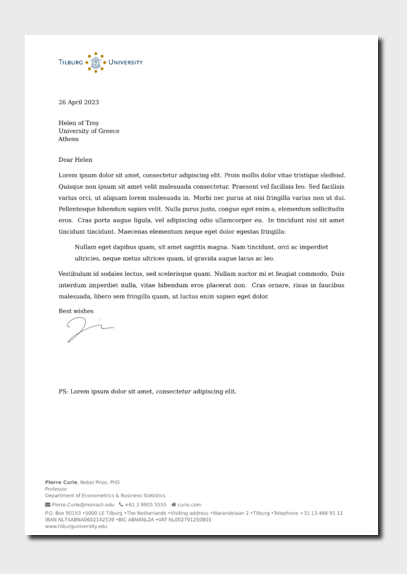 TILBURG UNIVERSITY
26 April 2023
Helen of Troy
University of Greece
Athens
Dear Helen
Lorem ipsum dolor sit amet, consectetur adipiscing elit. Proin mollis dolor vitae tristique eleifend.
Quisque non ipsum sit amet velit malesuada consectetur. Praesent vel facilisis leo. Sed facilisis
varius orci, ut aliquam lorem malesuada in. Morbi nec purus at nisi fringilla varius non ut dui.
Pellentesque bibendum sapien velit. Nulla purus justo, congue eget enim a, elementum sollicitudin
eros. Cras porta augue ligula, vel adipiscing odio ullamcorper eu. In tincidunt nisi sit amet
tincidunt tincidunt. Maecenas elementum neque eget dolor egestas fringilla:
Nullam eget dapibus quam, sit amet sagittis magna. Nam tincidunt, orci ac imperdiet
ultricies, neque metus ultrices quam, id gravida augue lacus ac leo.
Vestibulum id sodales lectus, sed scelerisque quam. Nullam auctor mi et feugiat commodo. Duis
interdum imperdiet nulla, vitae bibendum eros placerat non. Cras ornare, risus in faucibus
malesuada, libero sem fringilla quam, ut luctus enim sapien eget dolor.
Best wishes
PS: Lorem ipsum dolor sit amet, consectetur adipiscing elit.
Pierre Curie, Nobel Prize, PhD
Professor
Department of Econometrics & Business Statistics
Pierre.Curie@monash.edu +61 3 9905 5555 curie.com
P.O. Box 90153 •5000 LE Tilburg •The Netherlands •Visiting address •Warandelaan 2 •Tilburg •Telephone +31 13 466 91 11
IBAN NL74ABNA0602142539 •BIC ABNANL2A •VAT NL002791250B01
www.tilburguniversity.edu